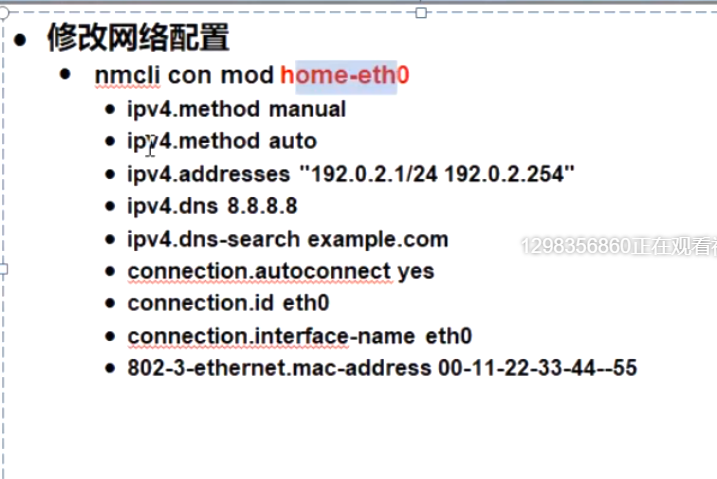 修改网络配置
nmcli con mod home-eth0
ipv4.method manual
ipv4.method auto
ipv4.addresses "192.0.2.1/24 192.0.2.254"
ipv4.dns 8.8.8.8
ipv4.dns-search example.com
1298356860正在观看
connection.autoconnect yes
connection.id eth0
connection.interface-name eth0
802-3-ethernet.mac-address 00-11-22-33-44--55